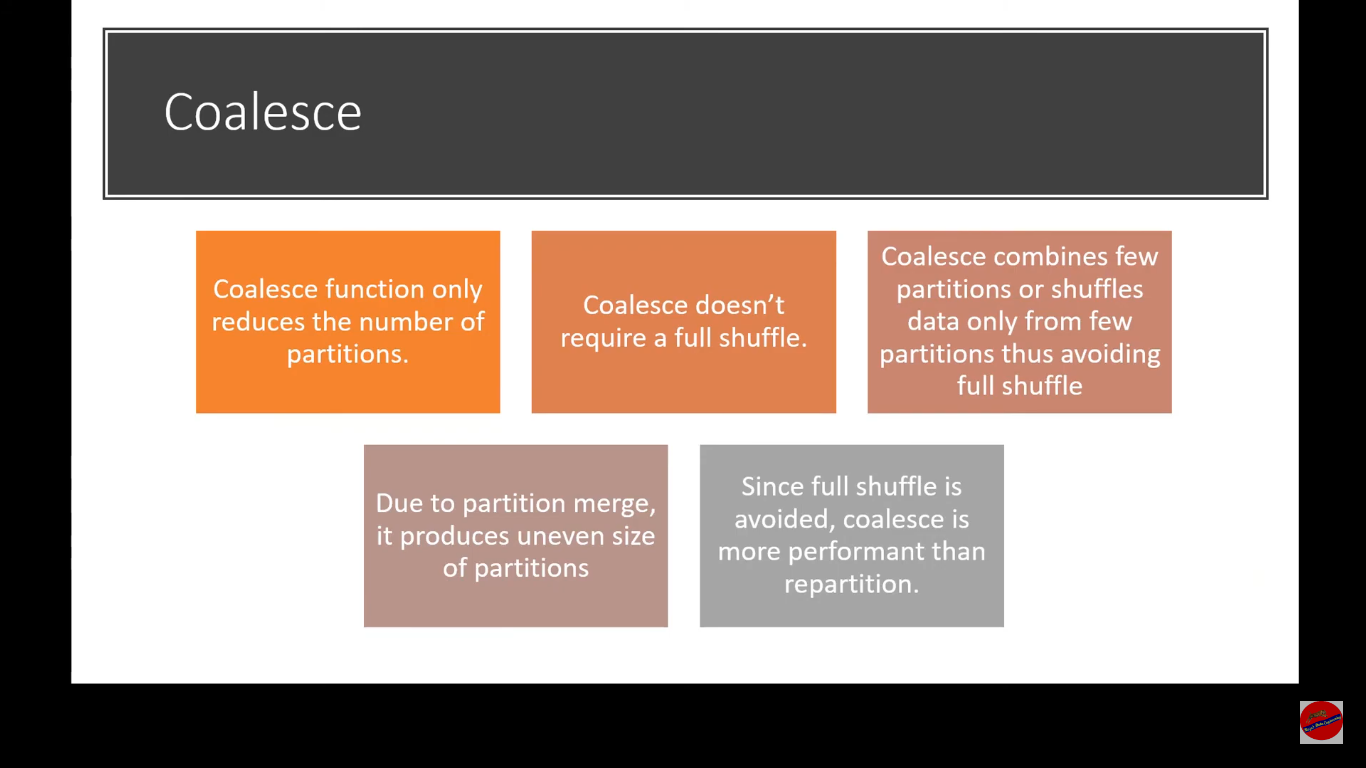 Coalesce
Coalesce function only
reduces the number of
partitions.
Coalesce doesn’t
require a full shuffle.
Coalesce combines few
partitions or shuffles
data only from few
partitions thus avoiding
full shuffle
Due to partition merge,
it produces uneven size
of partitions
Since full shuffle is
avoided, coalesce is
more performant than
repartition.